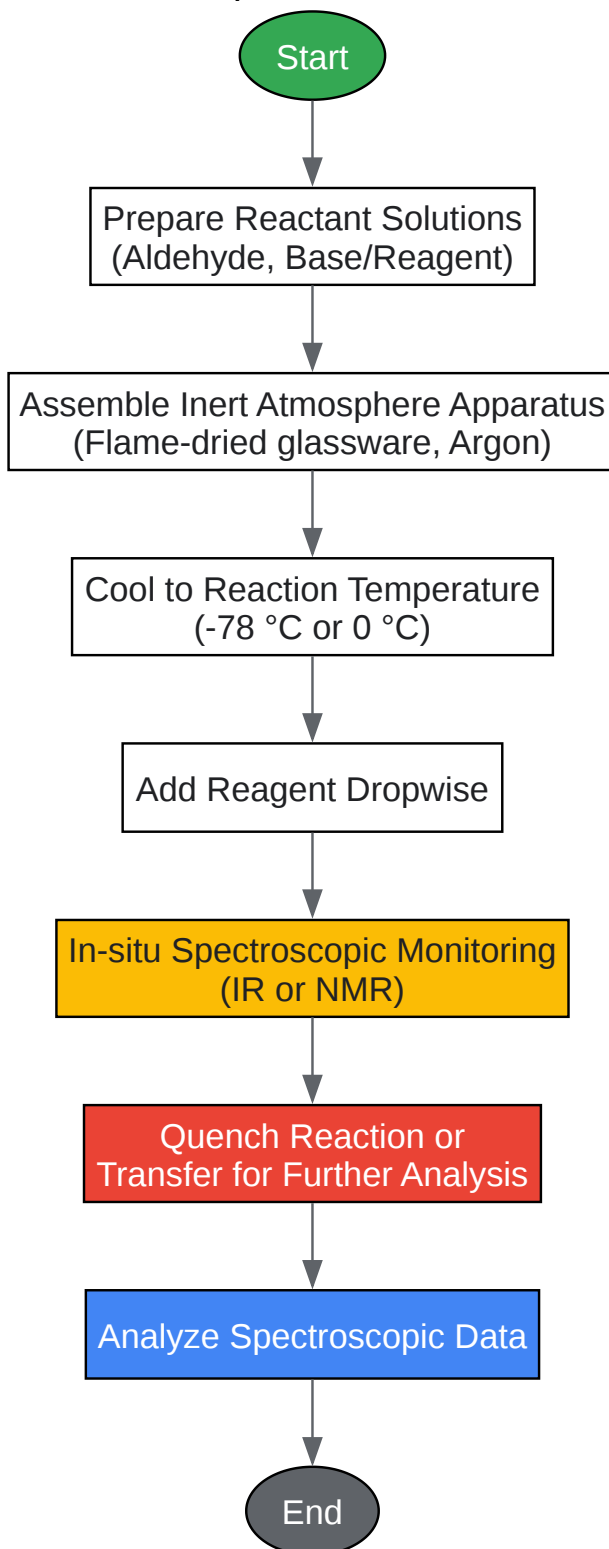 Start
Prepare Reactant Solutions
(Aldehyde, Base/Reagent)
Assemble Inert Atmosphere Apparatus
(Flame-dried glassware, Argon)
Cool to Reaction Temperature
(-78 °C or 0 °C)
Add Reagent Dropwise
In-situ Spectroscopic Monitoring
(IR or NMR)
Quench Reaction or
Transfer for Further Analysis
Analyze Spectroscopic Data
End